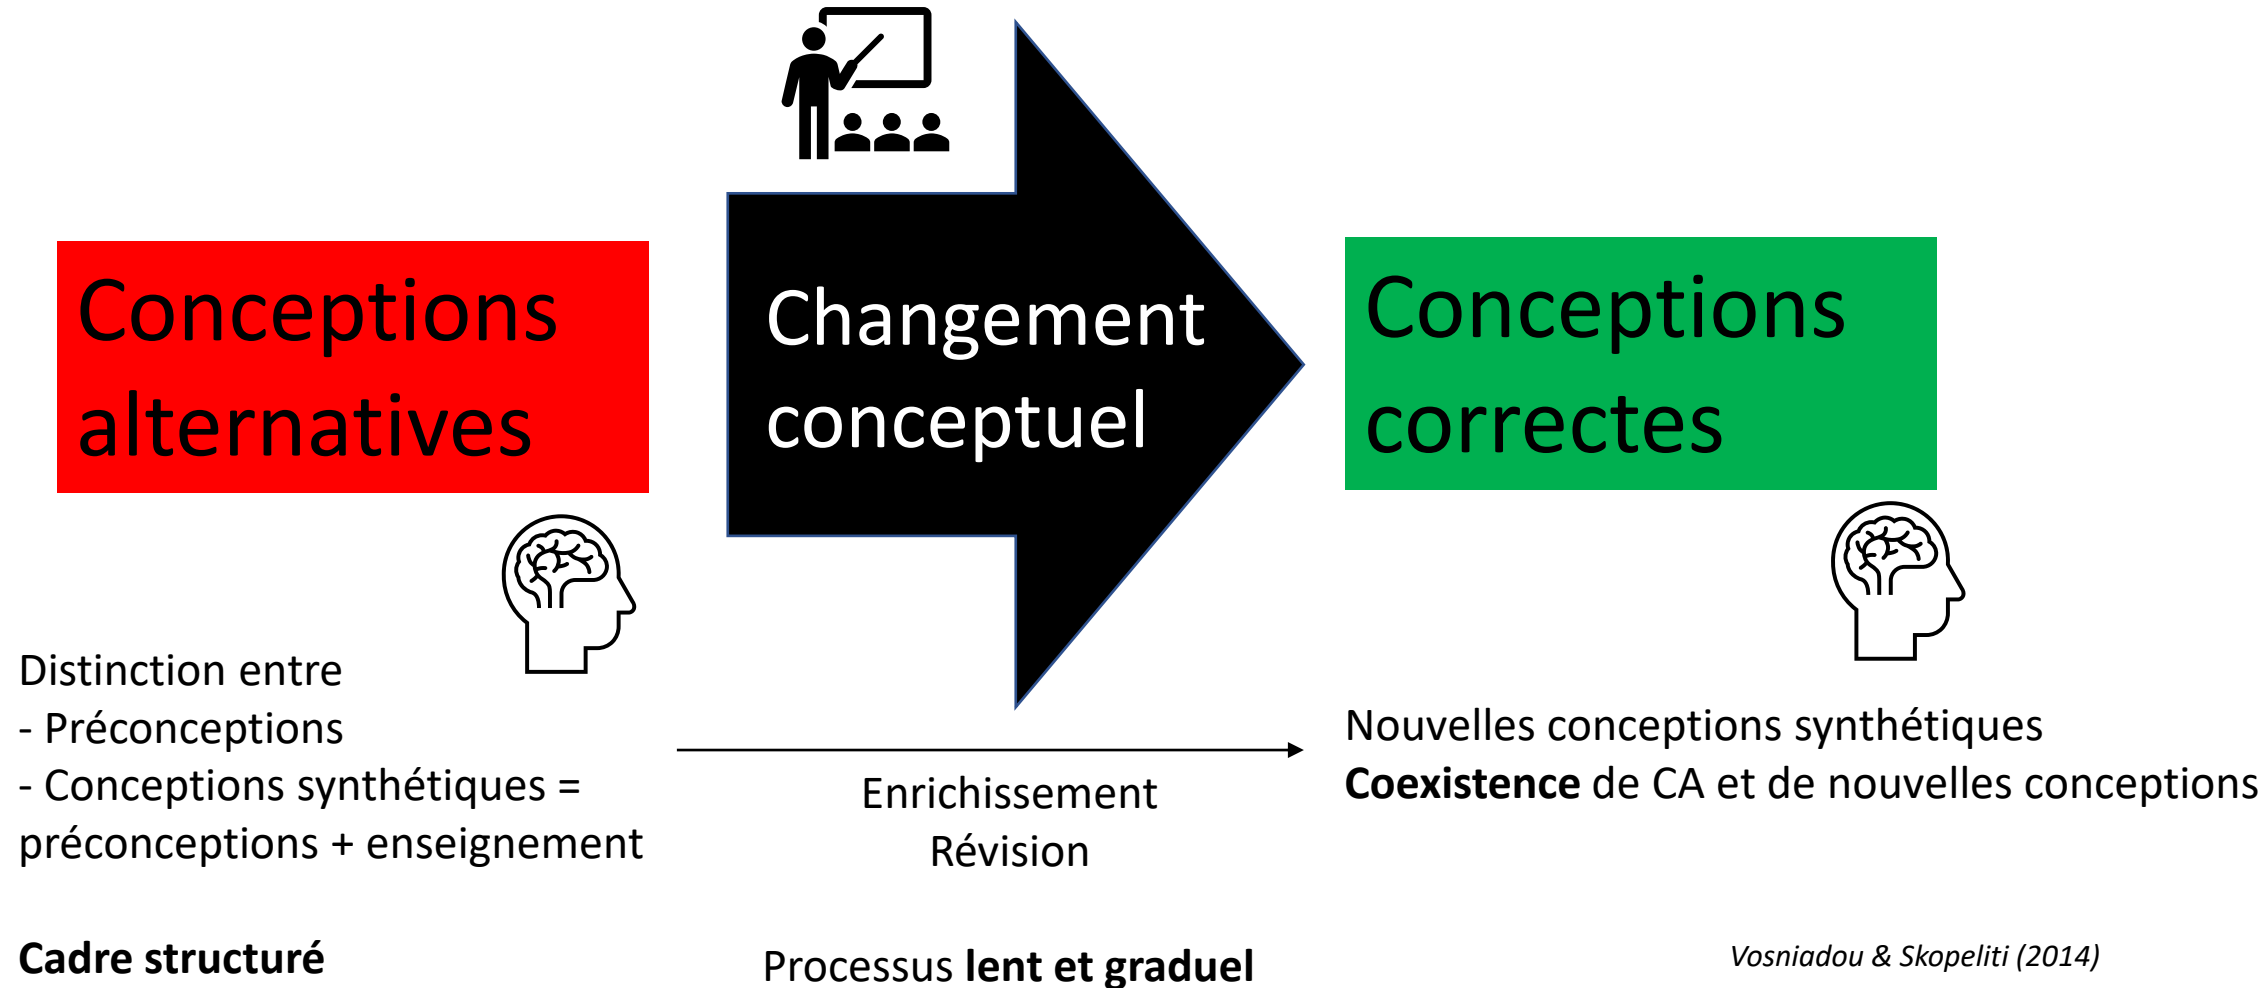 Conceptions
alternatives
Changement
conceptuel
Conceptions
correctes
Distinction entre
- Préconceptions
- Conceptions synthétiques =
préconceptions + enseignement
Cadre structuré
Enrichissement
Révision
Processus lent et graduel
Nouvelles conceptions synthétiques
Coexistence de CA et de nouvelles conceptions
Vosniadou & Skopeliti (2014)